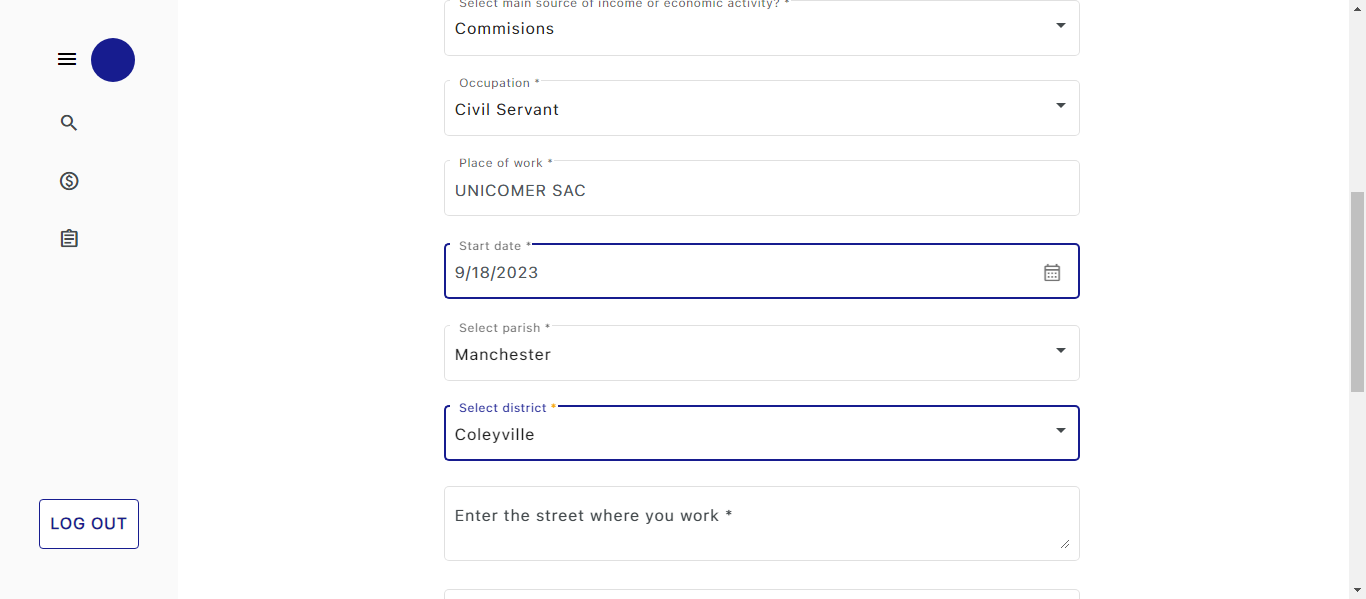 Select main source of income or economic activity? *
Commisions
Occupation *
Civil Servant
Place of work *
UNICOMER SAC
Start date *
9/18/2023
Select parish *
Manchester
Select district *
Coleyville
Enter the street where you work *
LOG OUT